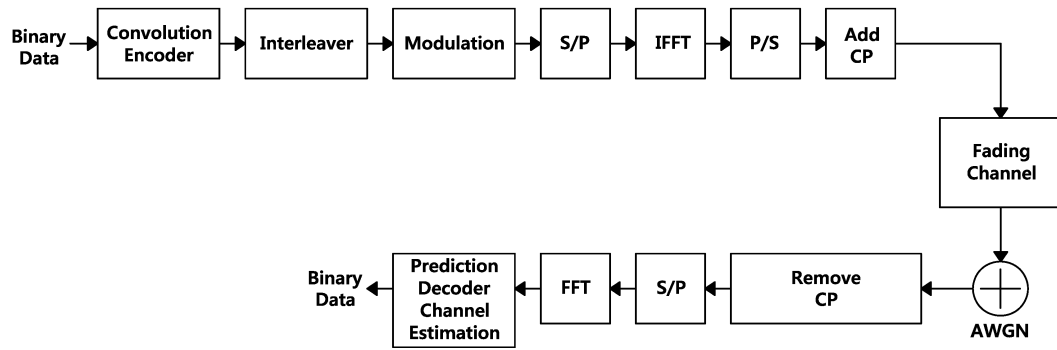 Binary
Data
Convolution
Encoder
Interleaver
Modulation
S/P
IFFT
P/S
Add
CP
Fading
Channel
AWGN
Remove
CP
S/P
FFT
Prediction
Decoder
Channel
Estimation
Binary
Data